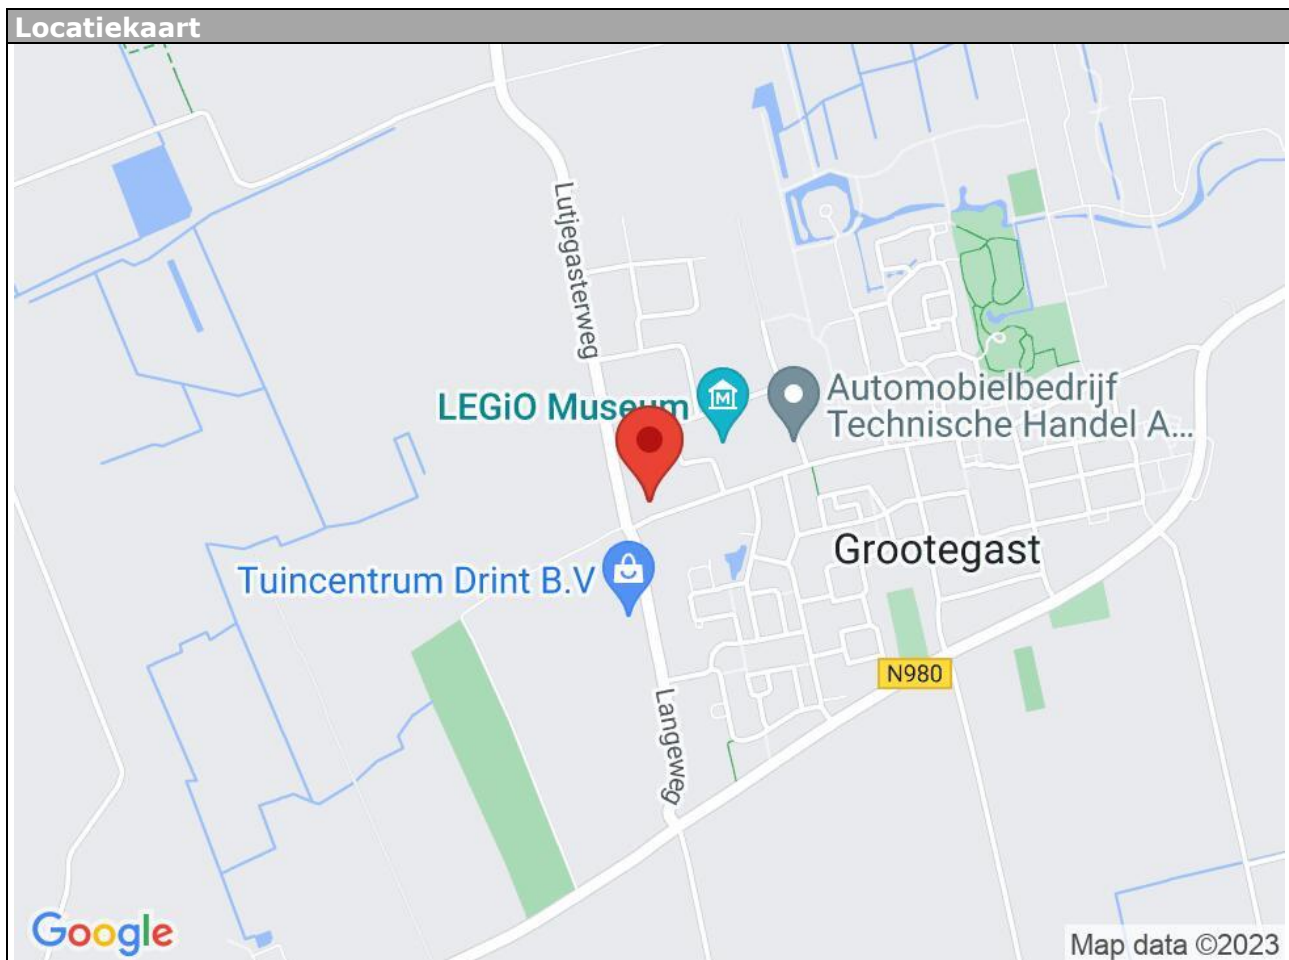 Locatiekaart
Lutjegasterweg
LEGiO Museum
Automobielbedrijf
Technische Handel A...
Grootegast
Tuincentrum Drint B.V
N980
Langeweg
Google
Map data ©2023